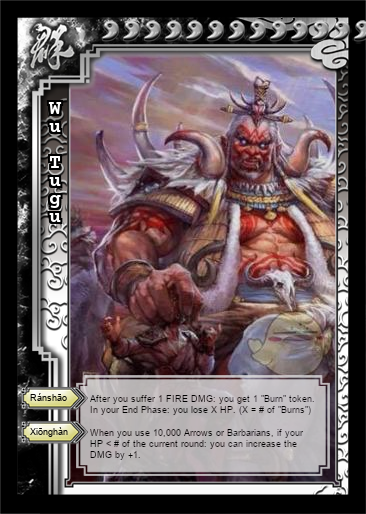 群
Wu Tugu
Ránshāo
After you suffer 1 FIRE DMG: you get 1 "Burn" token.
In your End Phase: you lose X HP. (X = # of "Burns")
Xiōnghàn
When you use 10,000 Arrows or Barbarians, if your
HP < # of the current round: you can increase the
DMG by +1.